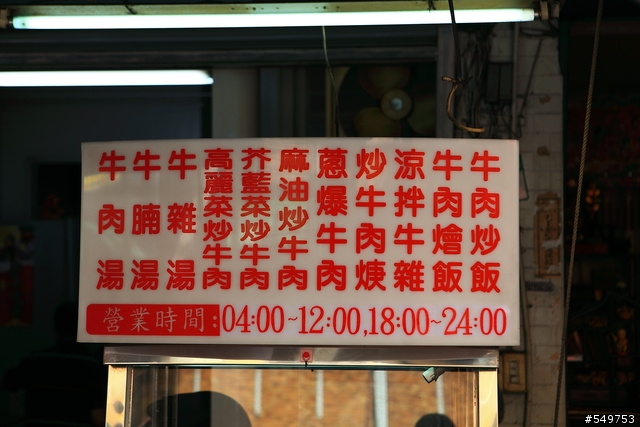 牛肉炒飯
牛肉燴飯
涼拌牛雜
炒牛肉焿
蔥爆牛肉
麻油炒牛肉
芥藍菜炒牛肉
高麗菜炒牛肉
牛雜湯
牛腩湯
牛肉湯
營業時間:04:00~12:00,18:00~24:00
#549753